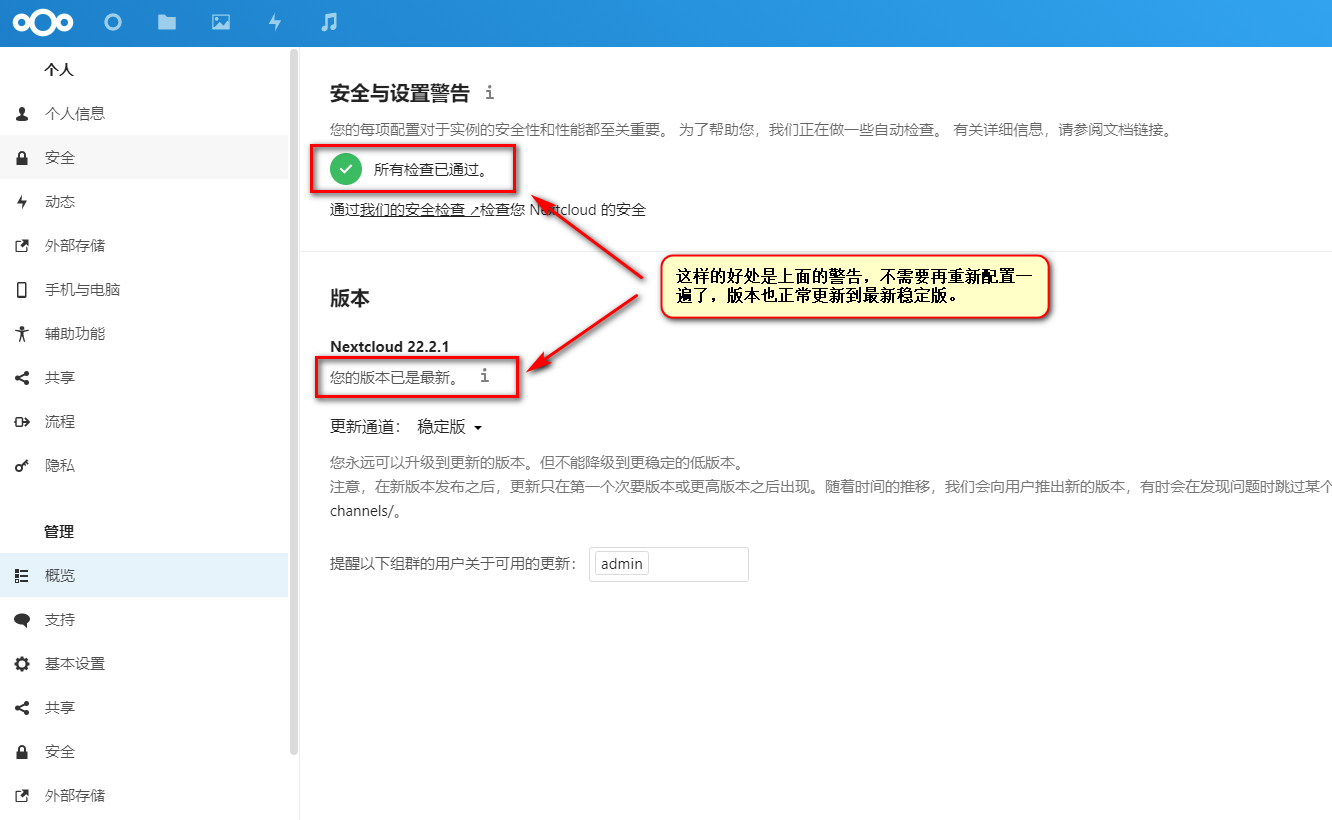 个人
个人信息
安全
动态
外部存储
手机与电脑
辅助功能
共享
流程
隐私
管理
概览
支持
基本设置
共享
安全
外部存储
安全与设置警告
您的每项配置对于实例的安全性和性能都至关重要。 为了帮助您，我们正在做一些自动检查。 有关详细信息，请参阅文档链接。
所有检查已通过。
通过我们的安全检查 ↗检查您 Nextcloud 的安全
这样的好处是上面的警告，不需要再重新配置一
遍了，版本也正常更新到最新稳定版。
版本
Nextcloud 22.2.1
您的版本已是最新。
更新通道： 稳定版
您永远可以升级到更新的版本。但不能降级到更稳定的低版本。
注意，在新版本发布之后，更新只在第一个次要版本或更高版本之后出现。随着时间的推移，我们会向用户推出新的版本，有时会在发现问题时跳过某个
channels/。
提醒以下组群的用户关于可用的更新： admin